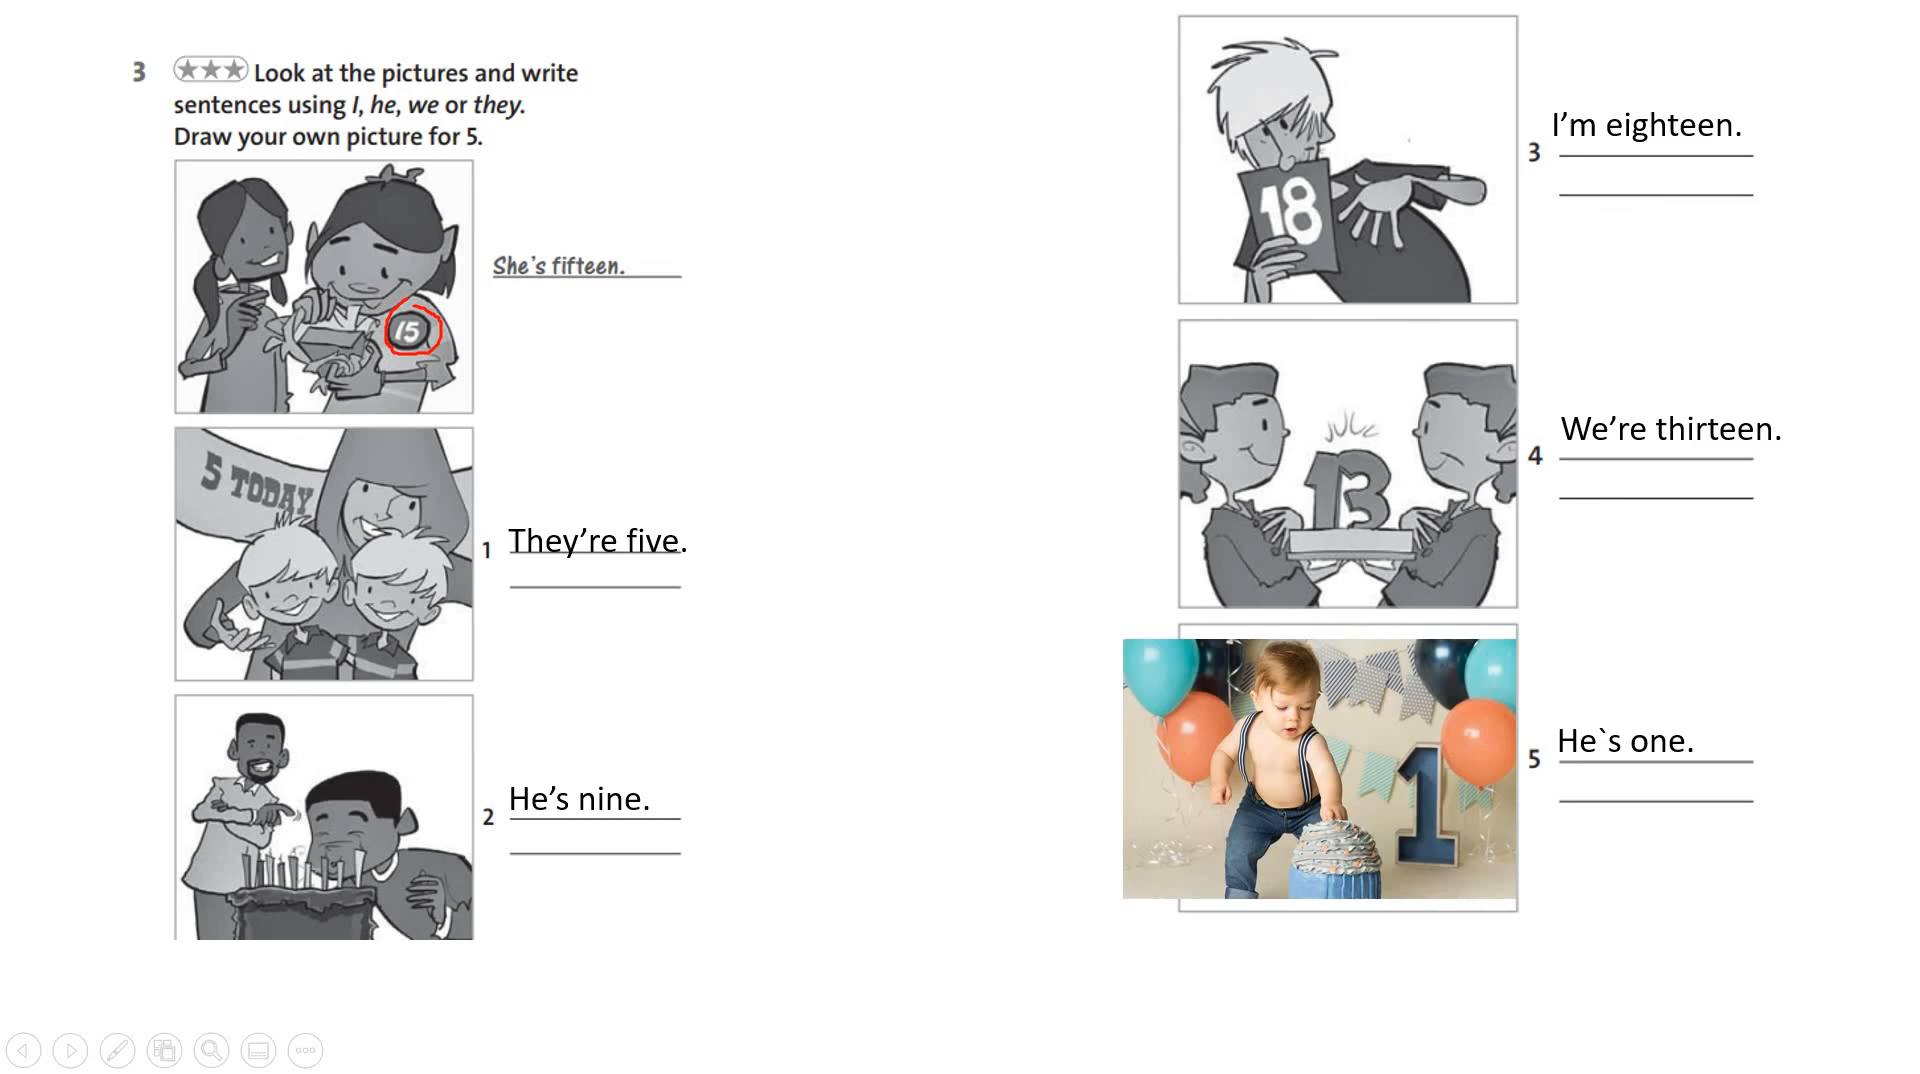 3 ★★★ Look at the pictures and write
sentences using I, he, we or they.
Draw your own picture for 5.
15
She's fifteen.
5 TODAY
1 They’re five.
2 He’s nine.
18
3 I’m eighteen.
13
4 We’re thirteen.
1
5 He`s one.